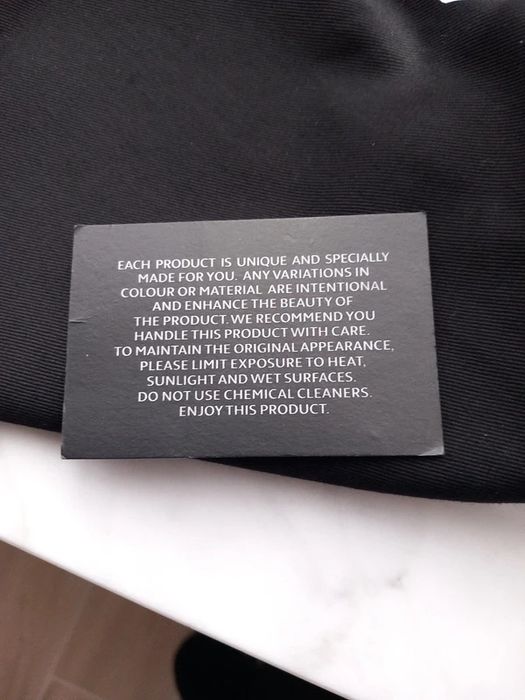 EACH PRODUCT IS UNIQUE AND SPECIALLY
MADE FOR YOU. ANY VARIATIONS IN
COLOUR OR MATERIAL ARE INTENTIONAL
AND ENHANCE THE BEAUTY OF
THE PRODUCT. WE RECOMMEND YOU
HANDLE THIS PRODUCT WITH CARE.
TO MAINTAIN THE ORIGINAL APPEARANCE,
PLEASE LIMIT EXPOSURE TO HEAT,
SUNLIGHT AND WET SURFACES.
DO NOT USE CHEMICAL CLEANERS.
ENJOY THIS PRODUCT.